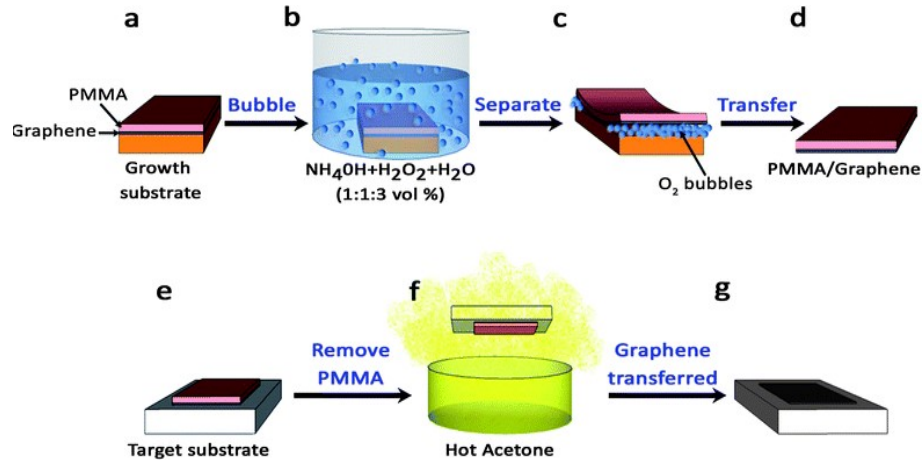 a
b
c
d
PMMA
Graphene
Bubble
Separate
Transfer
Growth
substrate
NH₄0H+H₂O₂+H₂O
(1:1:3 vol %)
O₂ bubbles
PMMA/Graphene
e
f
g
Remove
PMMA
Graphene
transferred
Target substrate
Hot Acetone